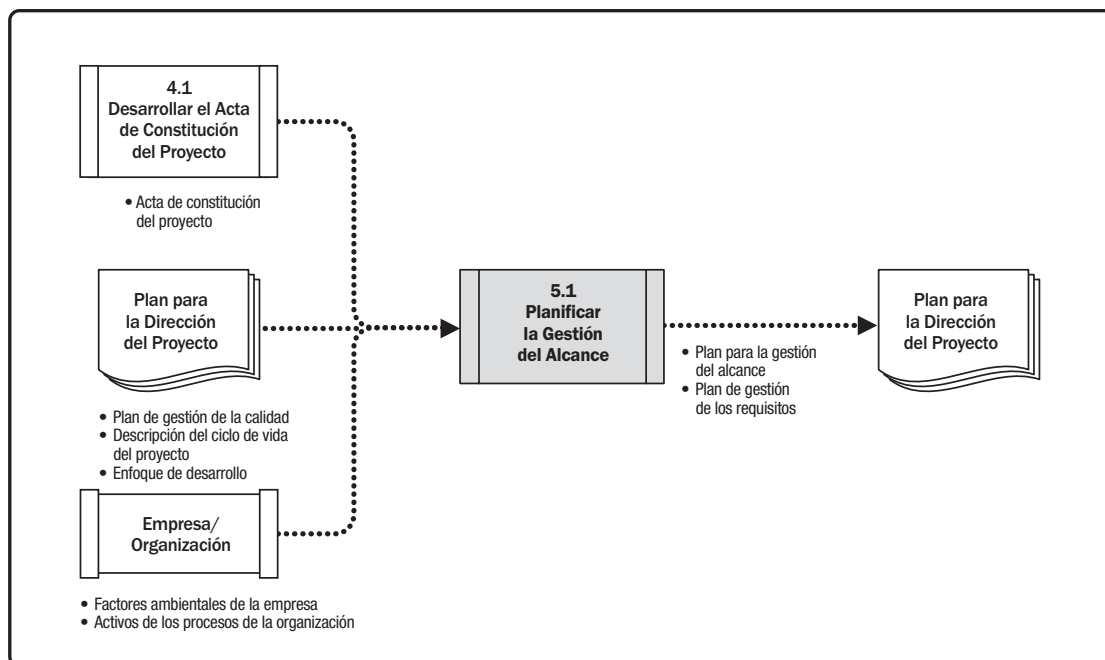 4.1
Desarrollar el Acta
de Constitución
del Proyecto
• Acta de constitución
del proyecto
Plan para
la Dirección
del Proyecto
• Plan de gestión de la calidad
• Descripción del ciclo de vida
del proyecto
• Enfoque de desarrollo
Empresa/
Organización
• Factores ambientales de la empresa
• Activos de los procesos de la organización
5.1
Planificar
la Gestión
del Alcance
• Plan para la gestión
del alcance
• Plan de gestión
de los requisitos
Plan para
la Dirección
del Proyecto